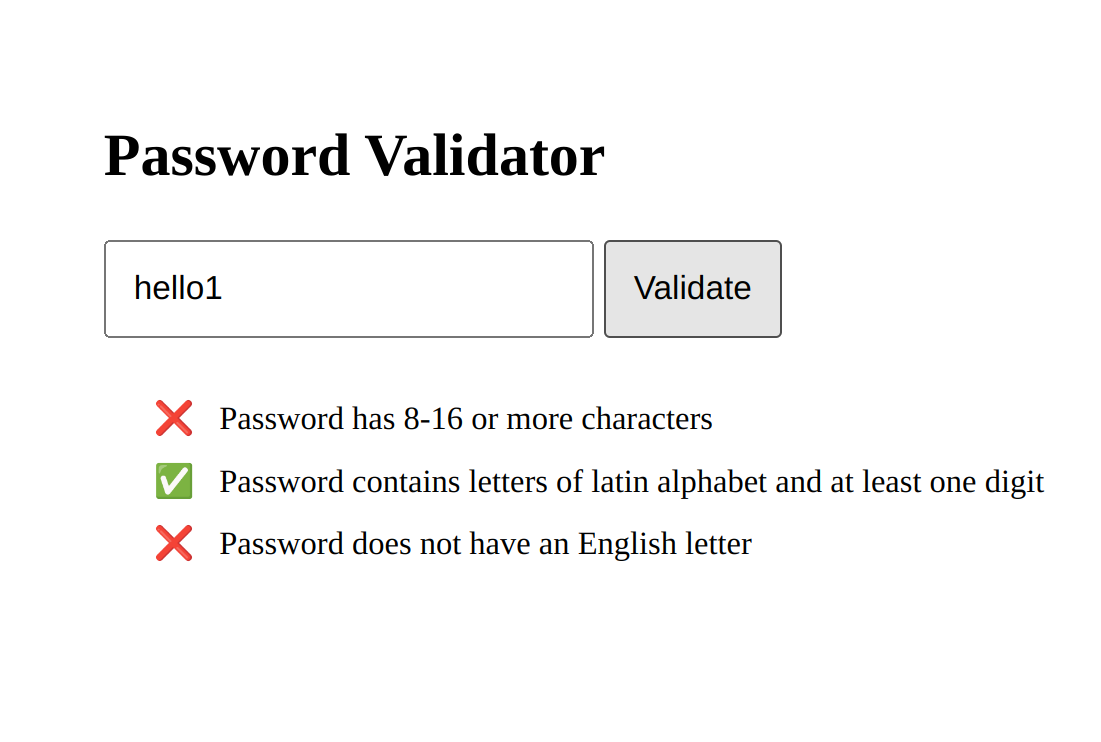 Password Validator
hello1 Validate
❌ Password has 8-16 or more characters
✅ Password contains letters of latin alphabet and at least one digit
❌ Password does not have an English letter